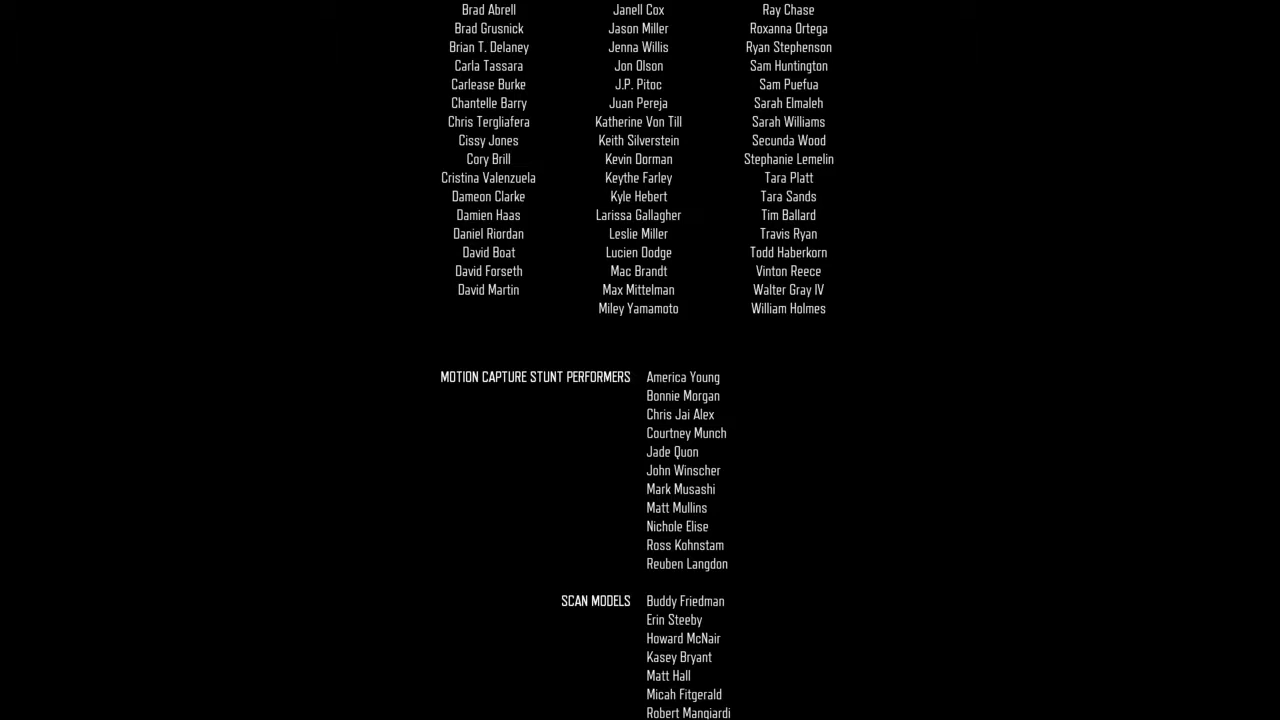 Brad Abrell Janell Cox Ray Chase
Brad Grusnick Jason Miller Roxanna Ortega
Brian T. Delaney Jenna Willis Ryan Stephenson
Carla Tassara Jon Olson Sam Huntington
Carlease Burke J.P. Pitoc Sam Puefua
Chantelle Barry Juan Pereja Sarah Elmaleh
Chris Tergliafera Katherine Von Till Sarah Williams
Cissy Jones Keith Silverstein Secunda Wood
Cory Brill Kevin Dorman Stephanie Lemelin
Cristina Valenzuela Keythe Farley Tara Platt
Dameon Clarke Kyle Hebert Tara Sands
Damien Haas Larissa Gallagher Tim Ballard
Daniel Riordan Leslie Miller Travis Ryan
David Boat Lucien Dodge Todd Haberkorn
David Forseth Mac Brandt Vinton Reece
David Martin Max Mittelman Walter Gray IV
Miley Yamamoto William Holmes
MOTION CAPTURE STUNT PERFORMERS America Young
Bonnie Morgan
Chris Jai Alex
Courtney Munch
Jade Quon
John Winscher
Mark Musashi
Matt Mullins
Nichole Elise
Ross Kohnstam
Reuben Langdon
SCAN MODELS Buddy Friedman
Erin Steeby
Howard McNair
Kasey Bryant
Matt Hall
Micah Fitgerald
Robert Mangiardi